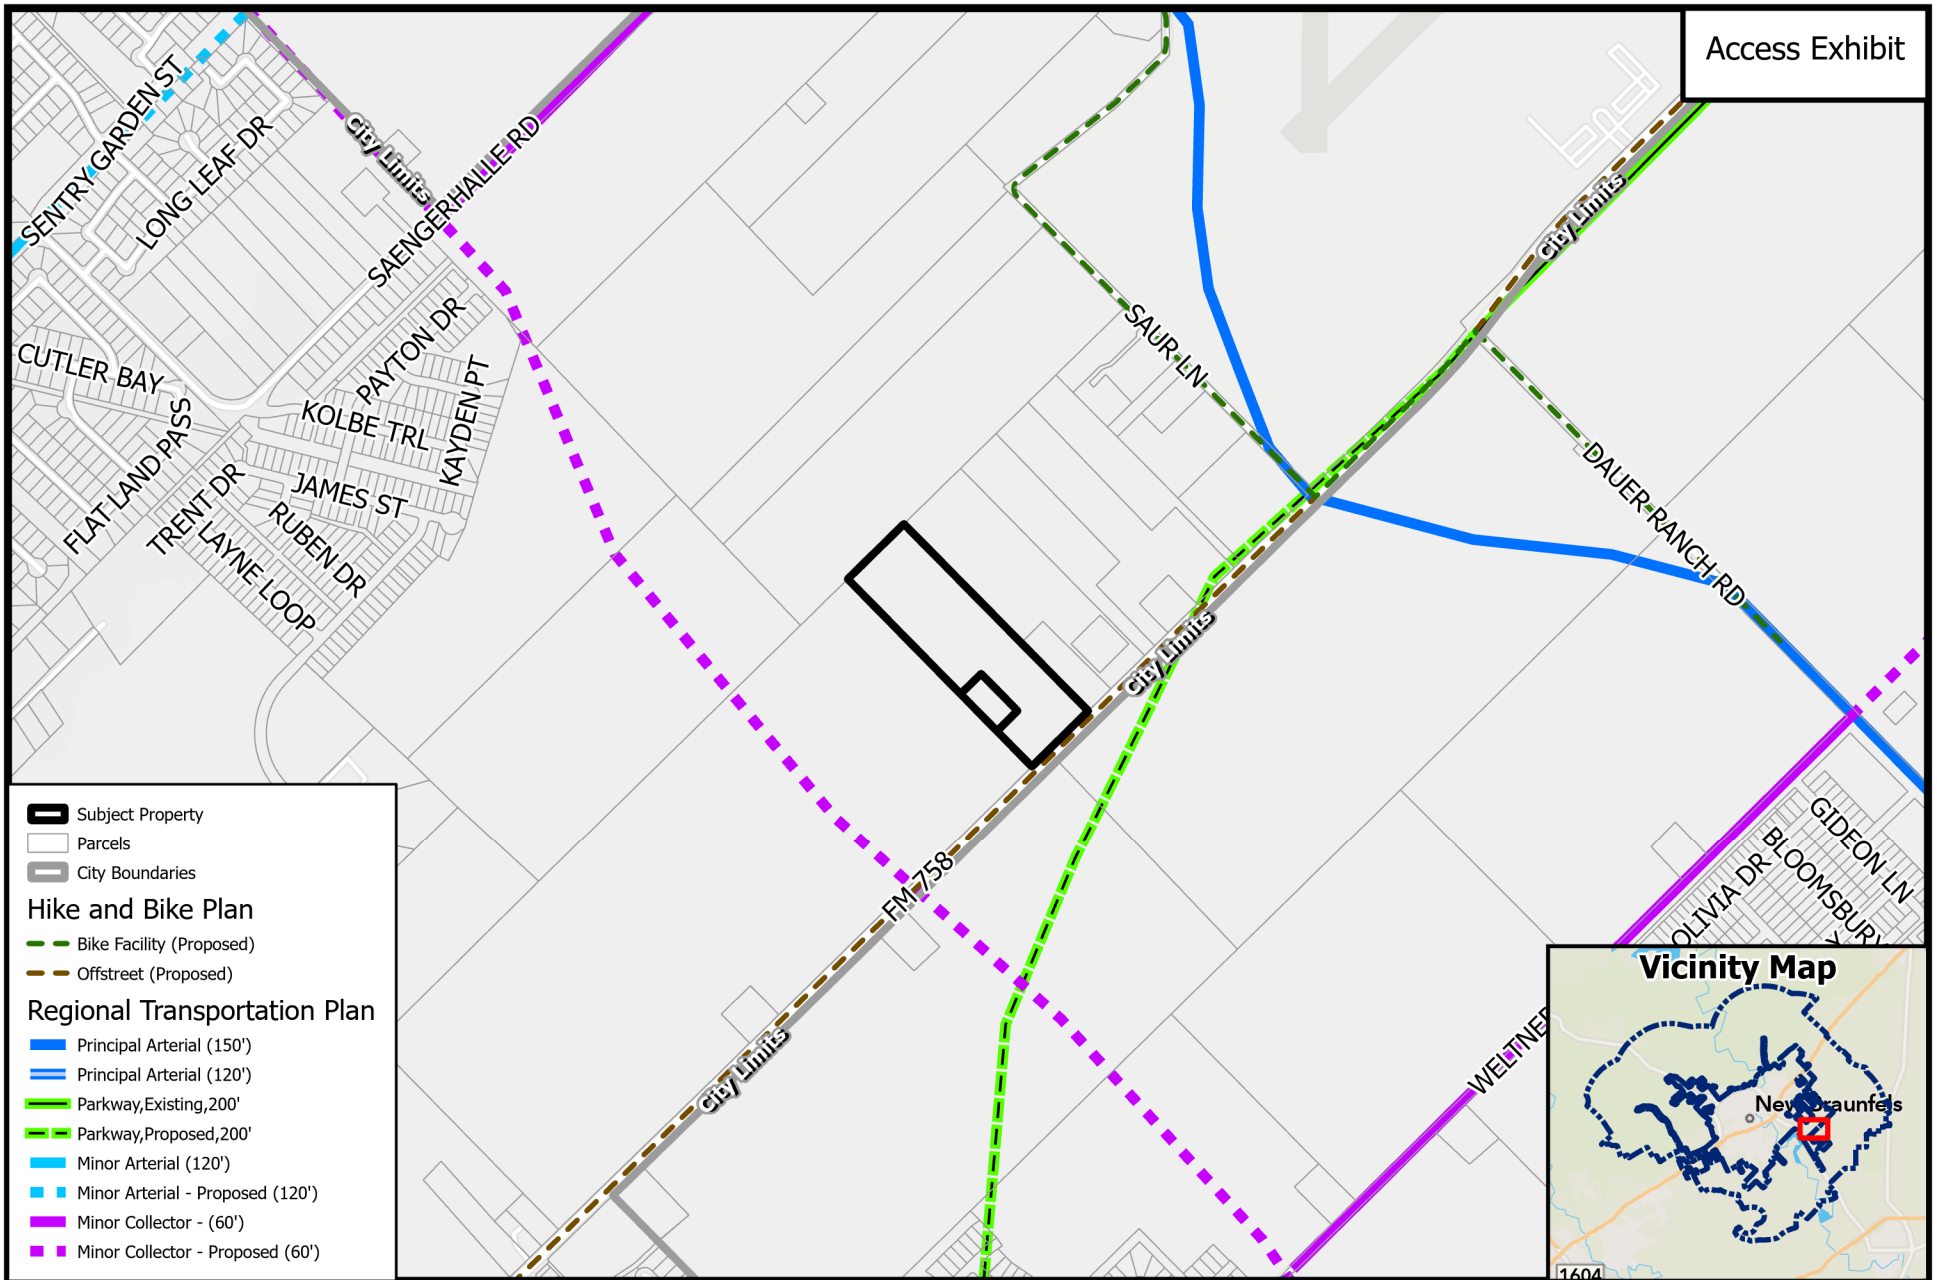 Access Exhibit
SENTRY GARDEN ST
LONG LEAF DR
City Limits
SAENGERHALLE RD
City Limits
CUTLER BAY
PAYTON DR
KOLBE TRL
KAYDEN PT
FLAT LAND PASS
TRENT DR
JAMES ST
RUBEN DR
LAYNE LOOP
SAUR LN
DAUER RANCH RD
City Limits
FM 758
City Limits
GIDEON LN
BLOOMSBURY
OLIVIA DR
WELTNER
Subject Property
Parcels
City Boundaries
Hike and Bike Plan
Bike Facility (Proposed)
Offstreet (Proposed)
Regional Transportation Plan
Principal Arterial (150')
Principal Arterial (120')
Parkway,Existing,200'
Parkway,Proposed,200'
Minor Arterial (120')
Minor Arterial - Proposed (120')
Minor Collector - (60')
Minor Collector - Proposed (60')
Vicinity Map
New Braunfels
1604